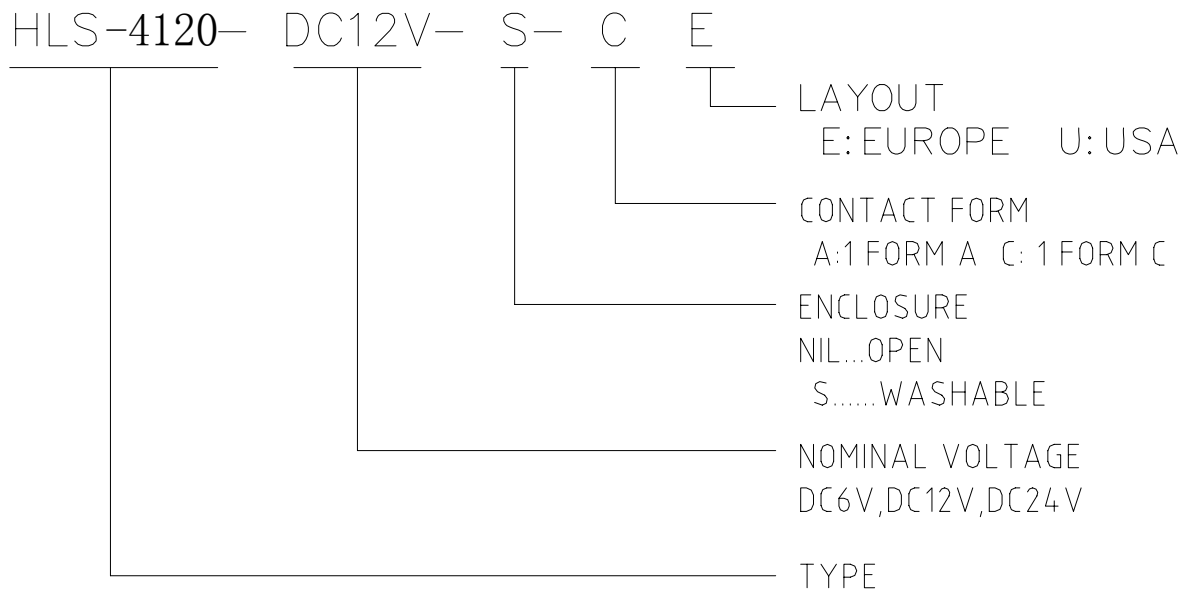 HLS-4120- DC12V- S- C E
LAYOUT
E:EUROPE U:USA
CONTACT FORM
A:1 FORM A C: 1 FORM C
ENCLOSURE
NIL...OPEN
S......WASHABLE
NOMINAL VOLTAGE
DC6V,DC12V,DC24V
TYPE